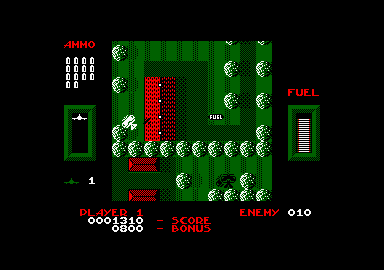 AMMO
FUEL
FUEL
1
PLAYER 1
ENEMY 010
0001310 - SCORE
0800 - BONUS